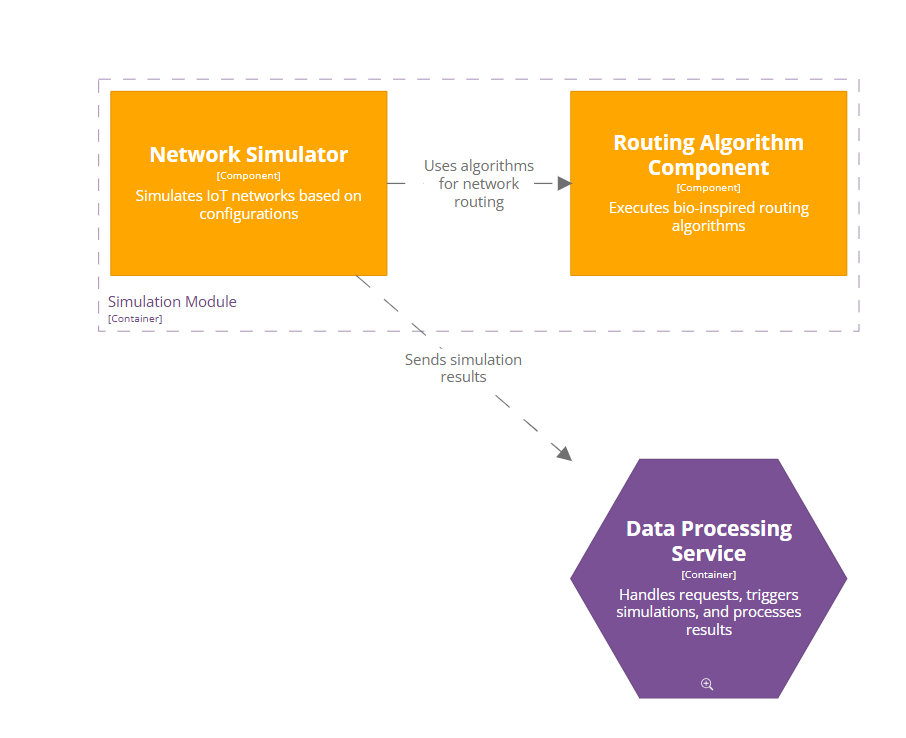 Network Simulator
[Component]
Simulates IoT networks based on
configurations
Uses algorithms
for network
routing
Routing Algorithm
Component
[Component]
Executes bio-inspired routing
algorithms
Simulation Module
[Container]
Sends simulation
results
Data Processing
Service
[Container]
Handles requests, triggers
simulations, and processes
results